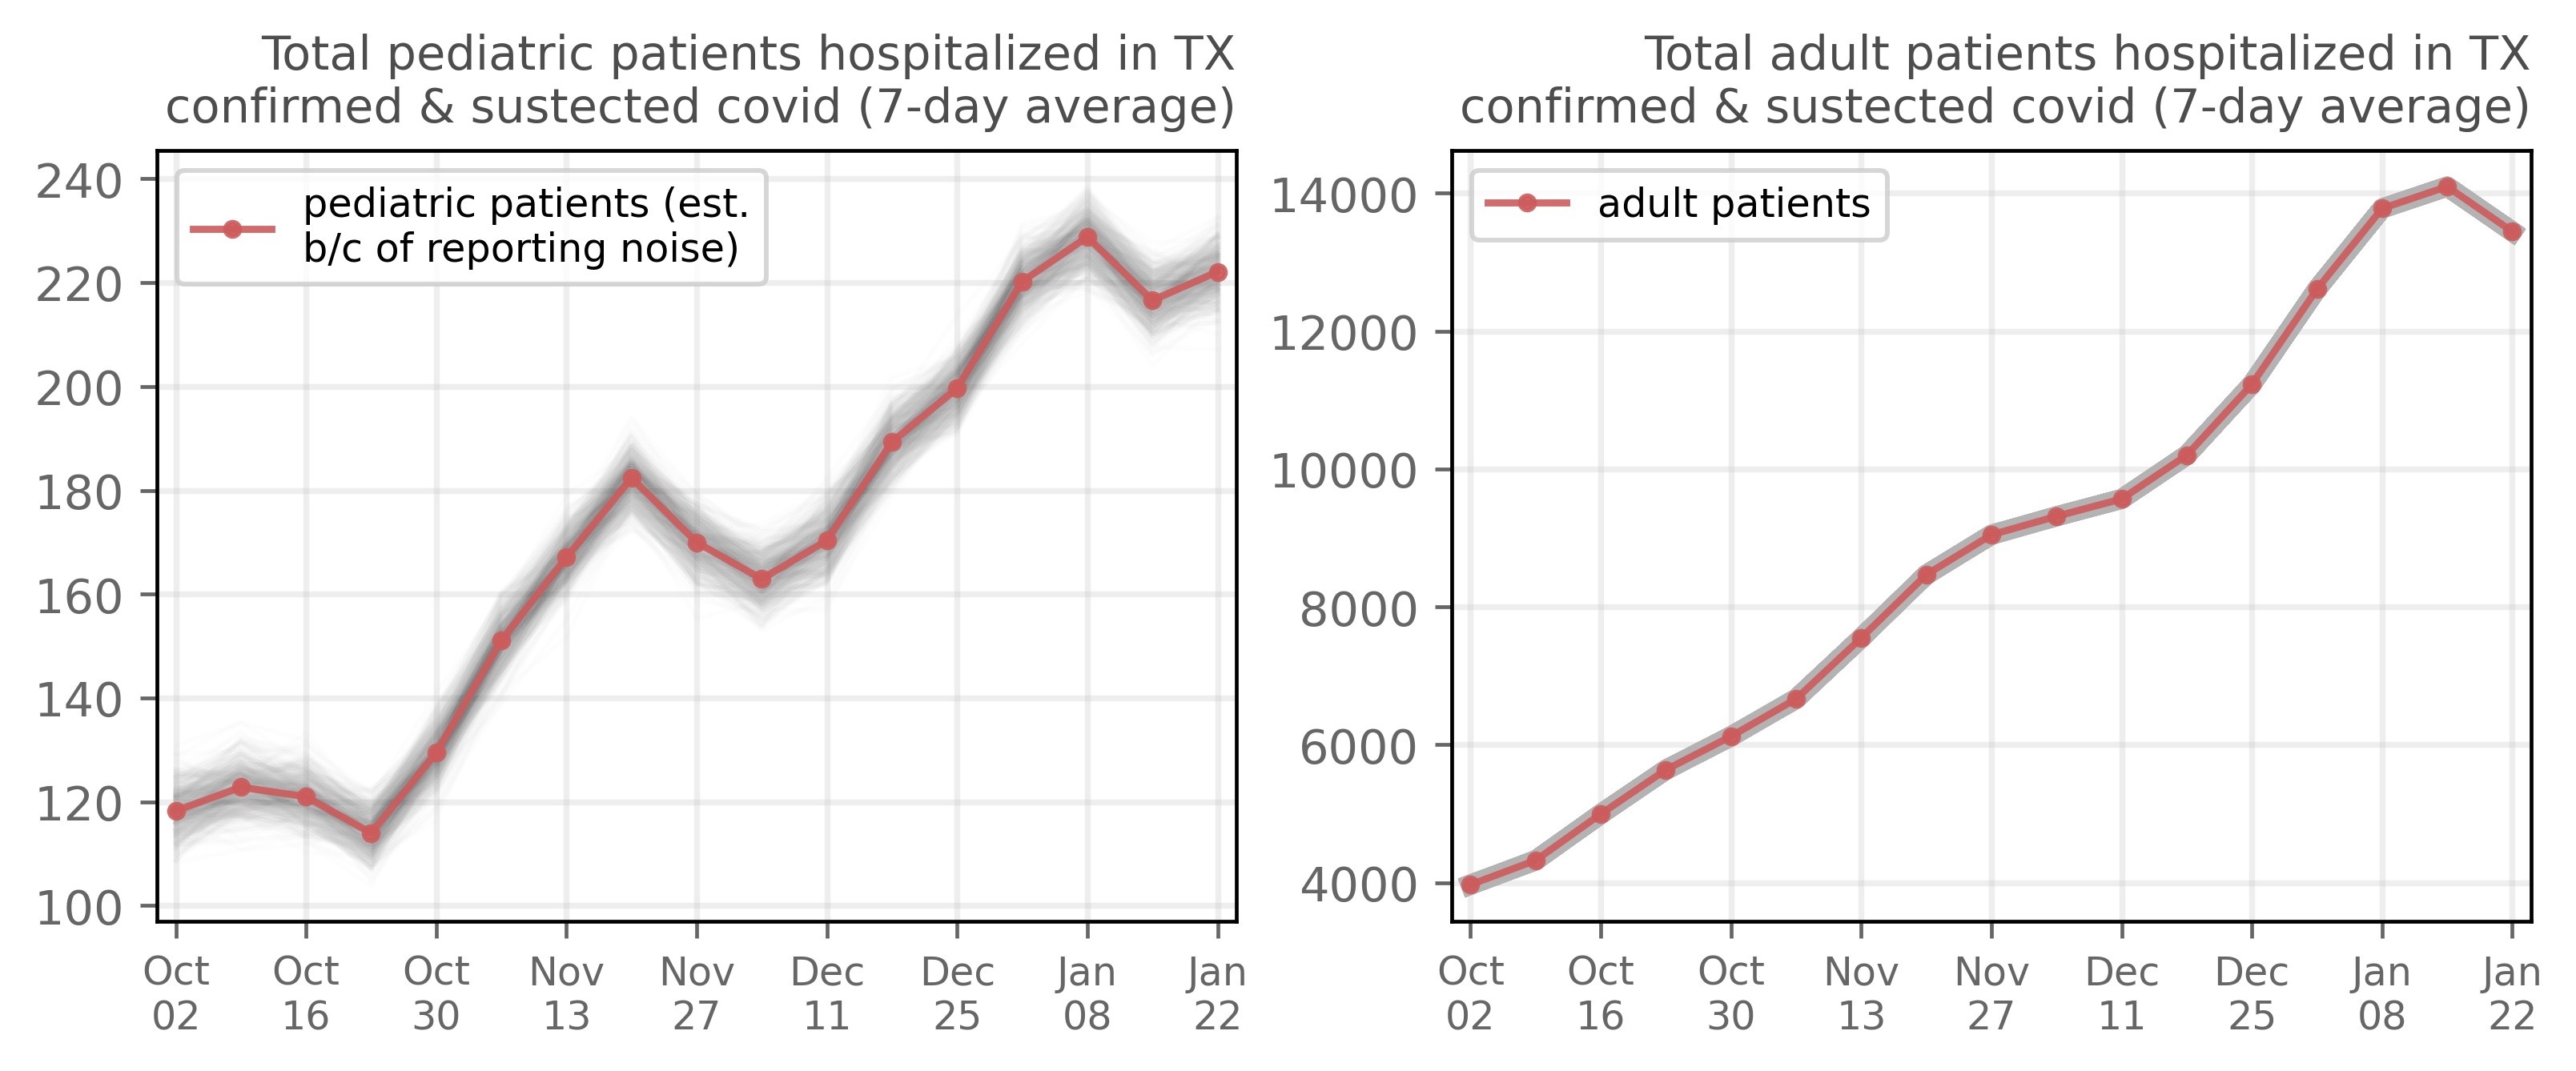 Total pediatric patients hospitalized in TX
confirmed & sustected covid (7-day average)
240
220
200
180
160
140
120
100
pediatric patients (est.
b/c of reporting noise)
Oct
02
Oct
16
Oct
30
Nov
13
Nov
27
Dec
11
Dec
25
Jan
08
Jan
22
Total adult patients hospitalized in TX
confirmed & sustected covid (7-day average)
14000
12000
10000
8000
6000
4000
adult patients
Oct
02
Oct
16
Oct
30
Nov
13
Nov
27
Dec
11
Dec
25
Jan
08
Jan
22